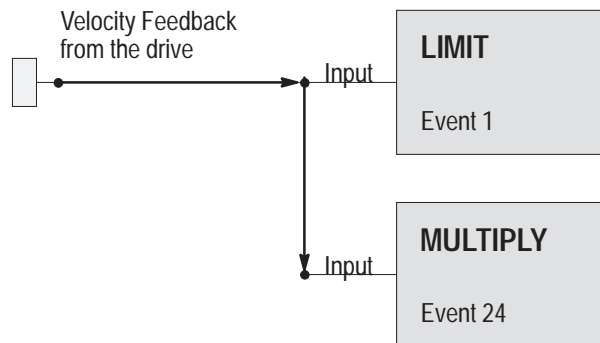 Velocity Feedback
from the drive
Input
LIMIT
Event 1
Input
MULTIPLY
Event 24